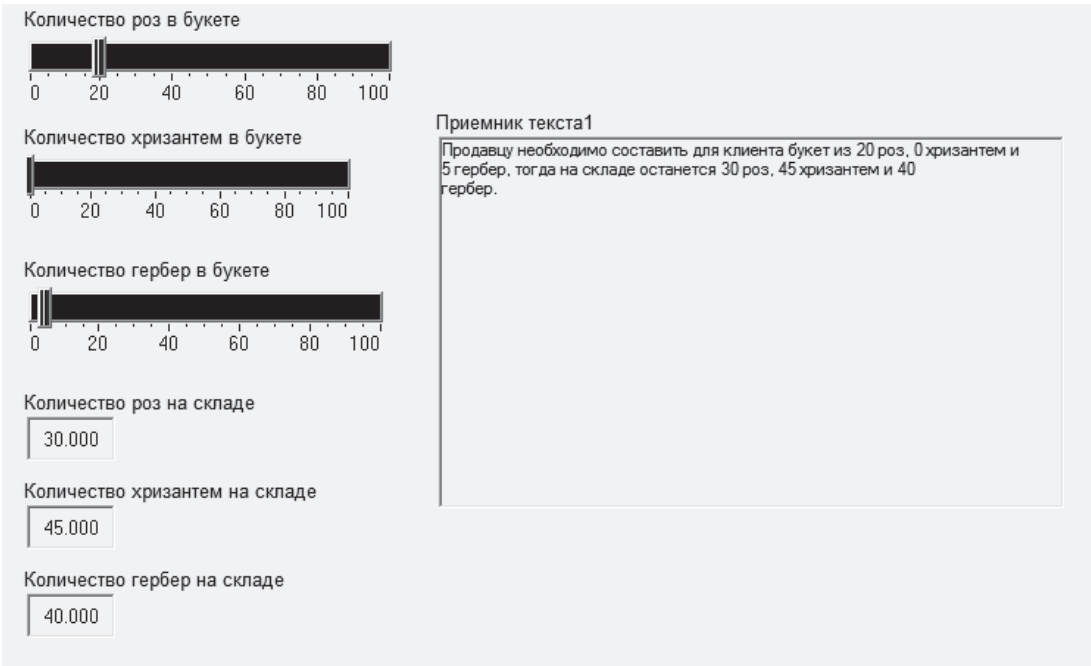 Количество роз в букете
0 20 40 60 80 100
Количество хризантем в букете
0 20 40 60 80 100
Количество гербер в букете
0 20 40 60 80 100
Количество роз на складе
30.000
Количество хризантем на складе
45.000
Количество гербер на складе
40.000
Приемник текста1
Продавцу необходимо составить для клиента букет из 20 роз, 0 хризантем и
5 гербер, тогда на складе останется 30 роз, 45 хризантем и 40
гербер.